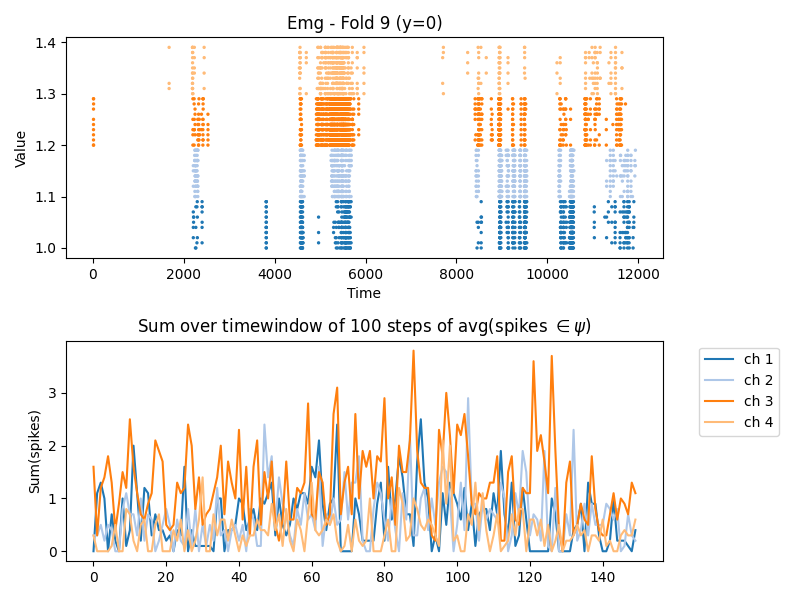 Emg - Fold 9 (y=0)
1.4
1.3
1.2
1.1
1.0
Value
0 2000 4000 6000 8000 10000 12000
Time
Sum over timewindow of 100 steps of avg(spikes ∈ψ)
3
2
1
0
Sum(spikes)
0 20 40 60 80 100 120 140
ch 1
ch 2
ch 3
ch 4